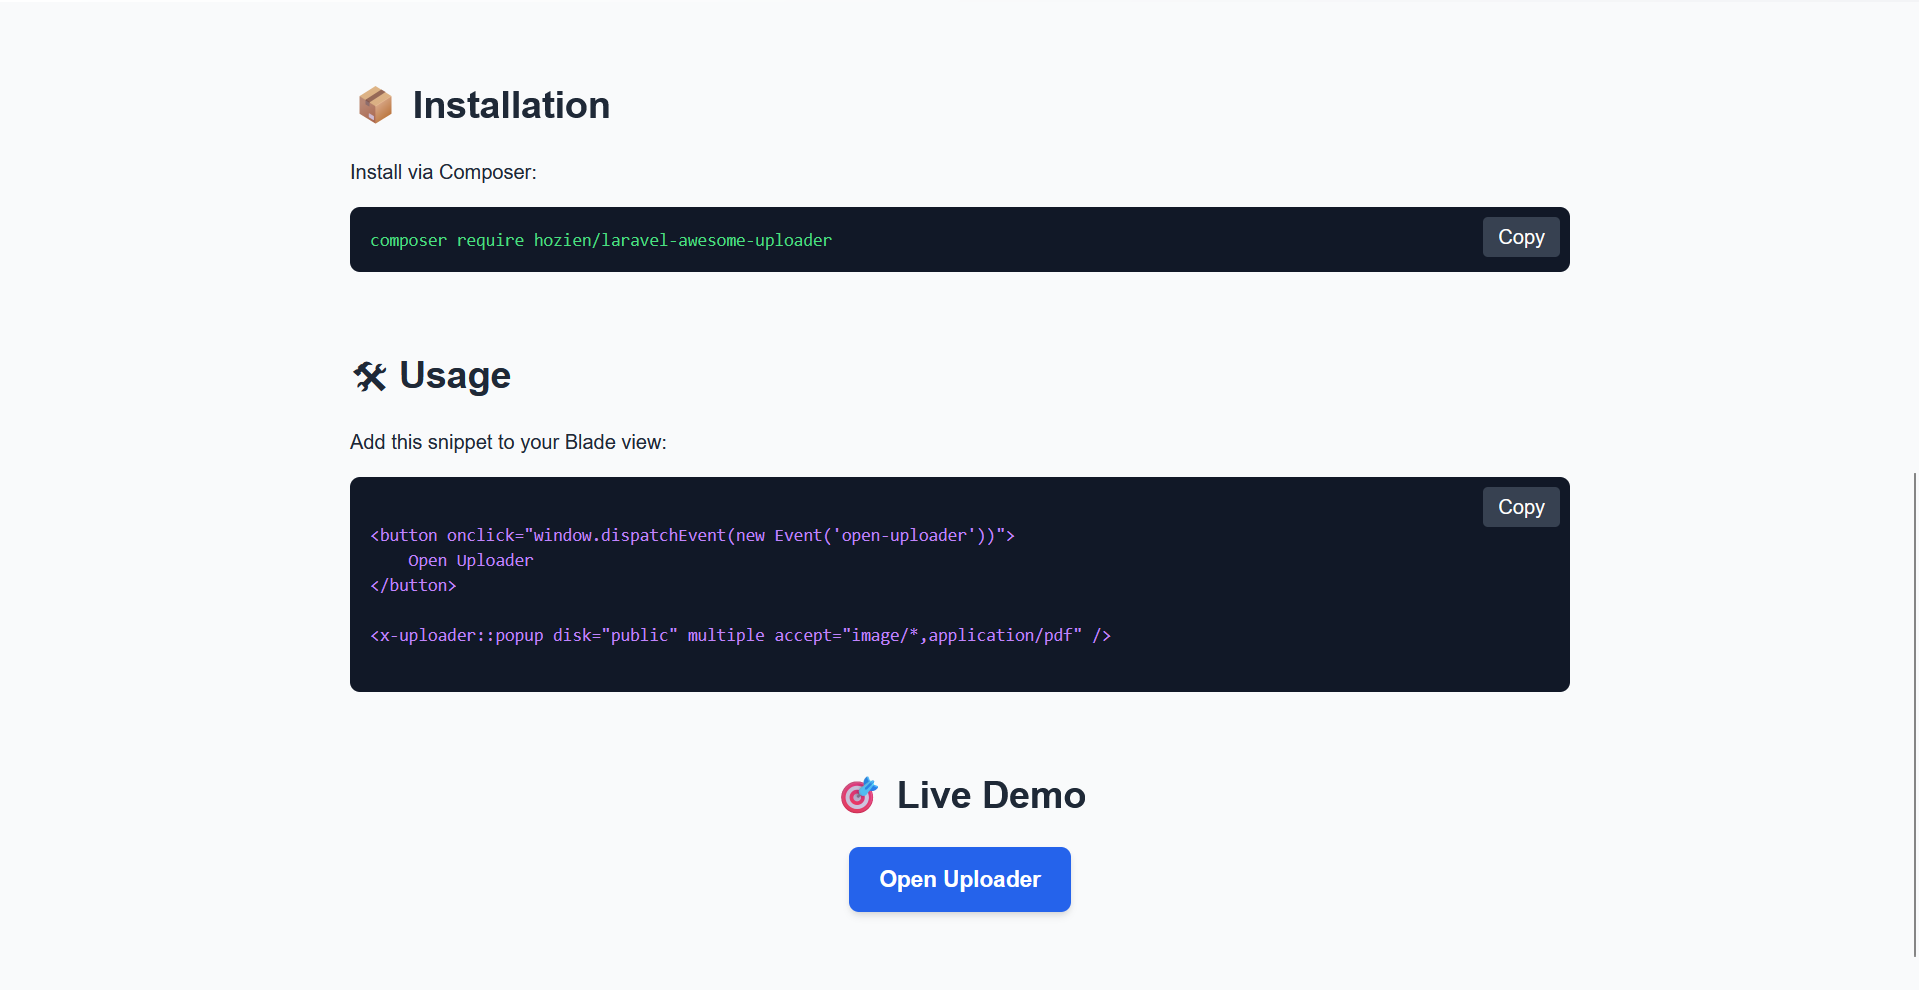 📦 Installation
Install via Composer:
composer require hozien/laravel-awesome-uploader
Copy
🛠 Usage
Add this snippet to your Blade view:
Copy
<button onclick="window.dispatchEvent(new Event('open-uploader'))">
    Open Uploader
</button>
<x-uploader::popup disk="public" multiple accept="image/*,application/pdf" />
🎯 Live Demo
Open Uploader